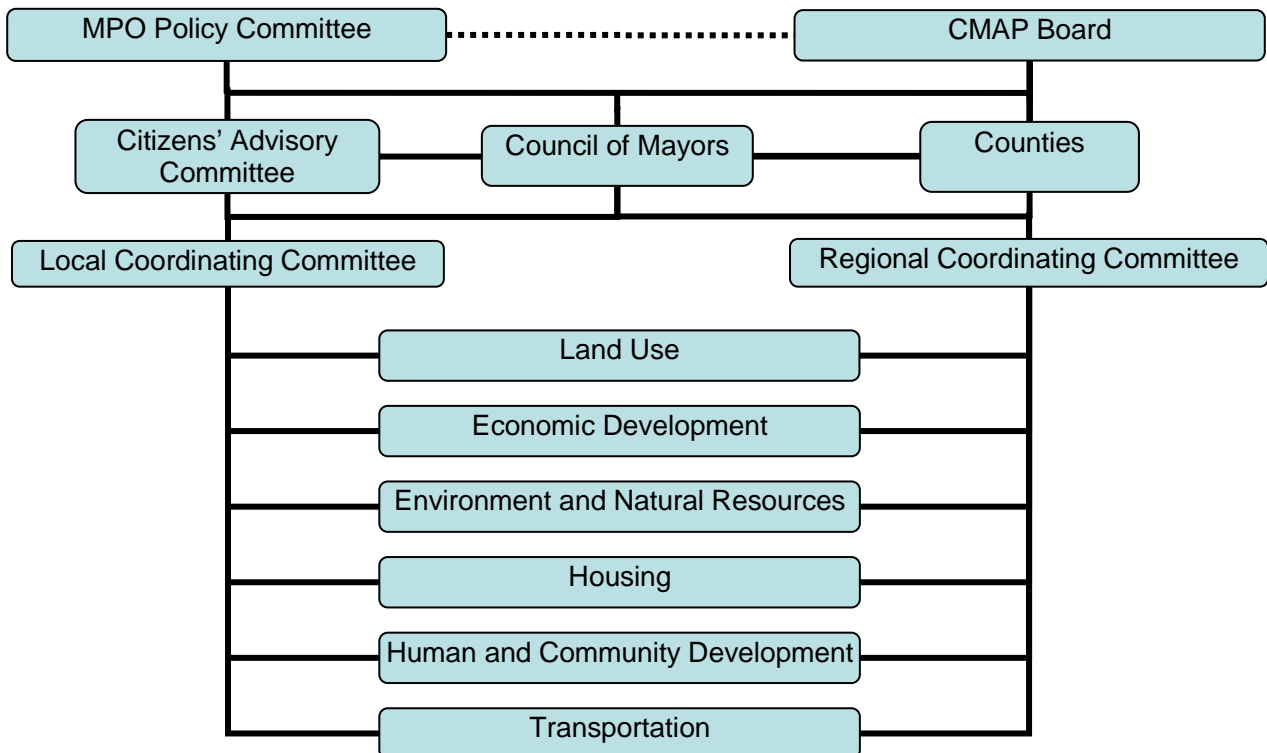 MPO Policy Committee
CMAP Board
Citizens’ Advisory
Committee
Council of Mayors
Counties
Local Coordinating Committee
Regional Coordinating Committee
Land Use
Economic Development
Environment and Natural Resources
Housing
Human and Community Development
Transportation